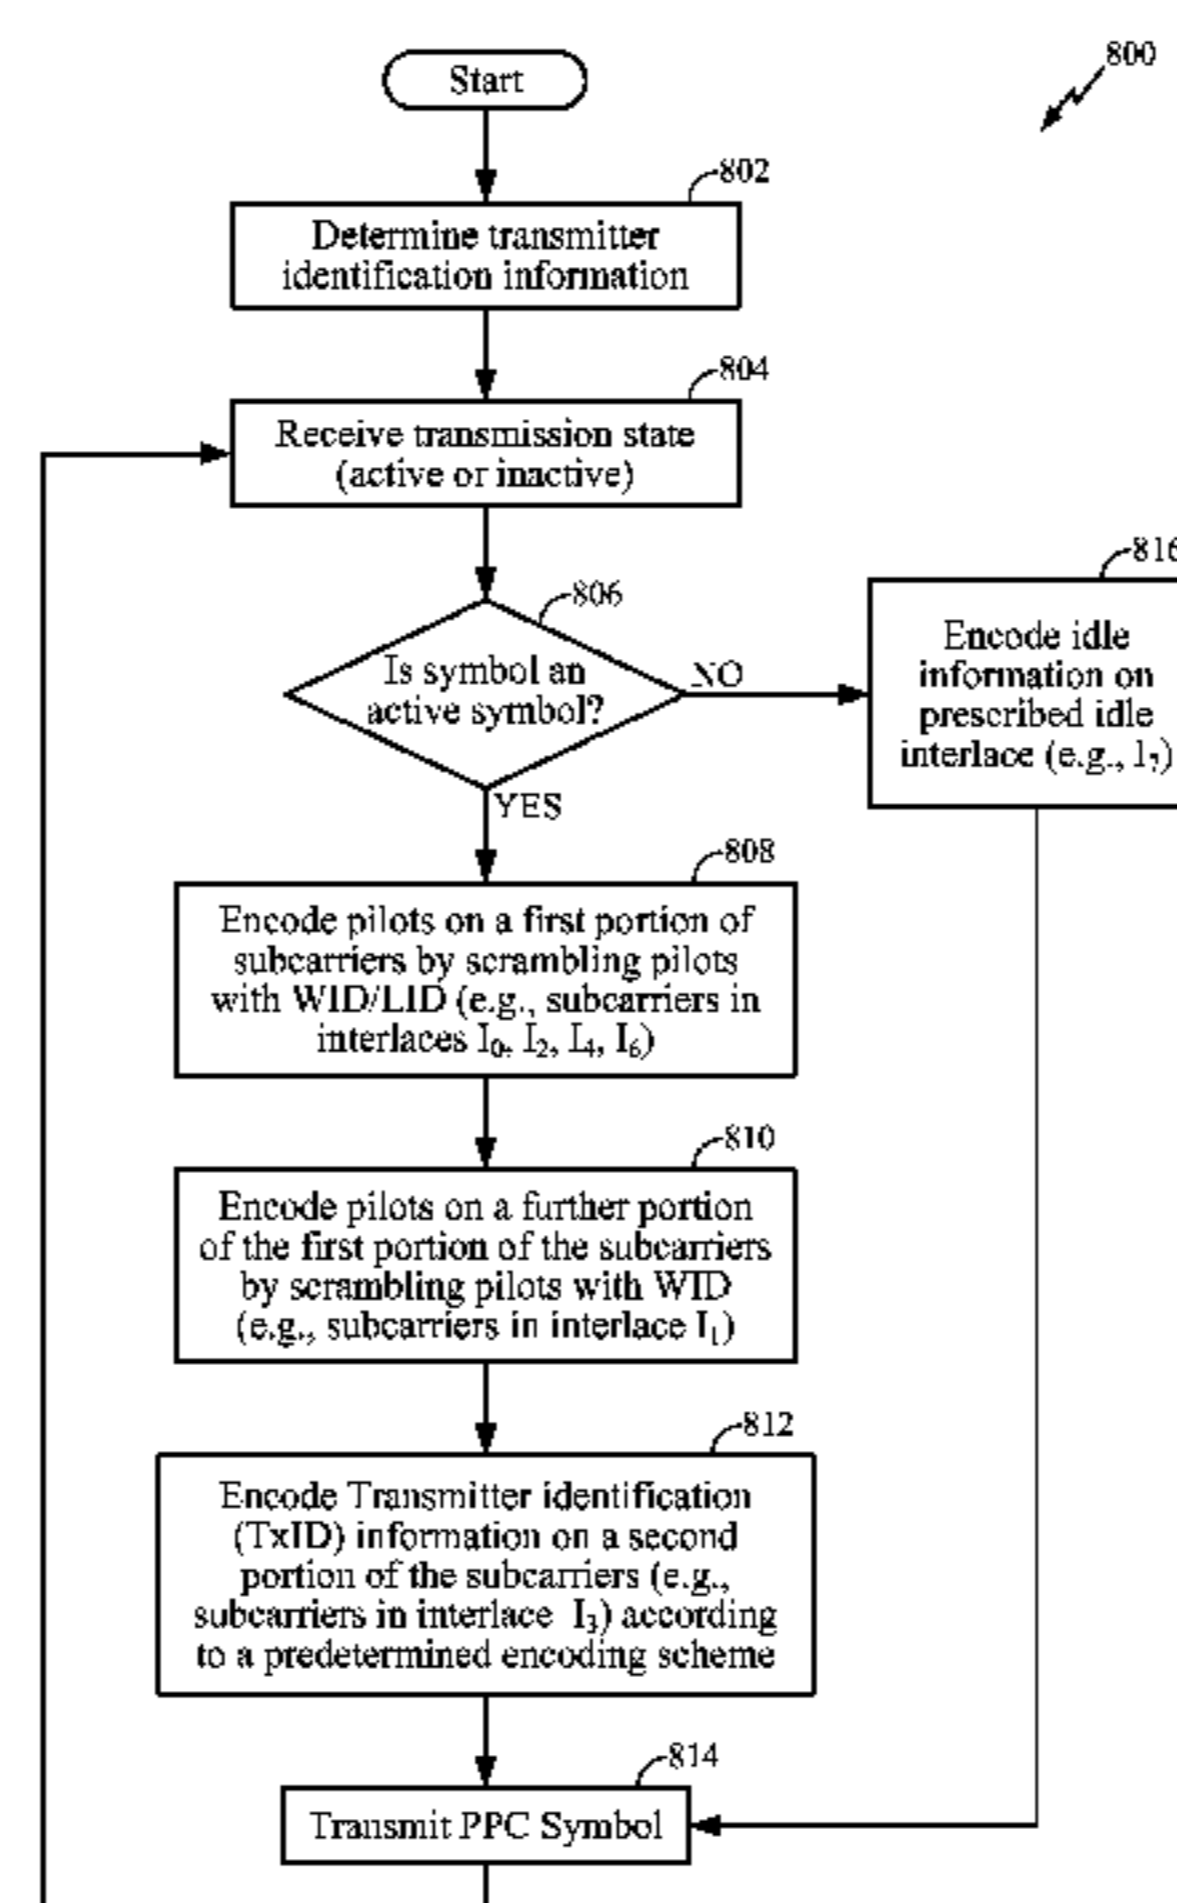 800
Start
802
Determine transmitter
identification information
804
Receive transmission state
(active or inactive)
806
Is symbol an
active symbol?
NO
YES
816
Encode idle
information on
prescribed idle
interlace (e.g., I₇)
808
Encode pilots on a first portion of
subcarriers by scrambling pilots
with WID/LID (e.g., subcarriers in
interlaces I₀, I₂, I₄, I₆)
810
Encode pilots on a further portion
of the first portion of the subcarriers
by scrambling pilots with WID
(e.g., subcarriers in interlace I₁)
812
Encode Transmitter identification
(TxID) information on a second
portion of the subcarriers (e.g.,
subcarriers in interlace I₃) according
to a predetermined encoding scheme
814
Transmit PPC Symbol